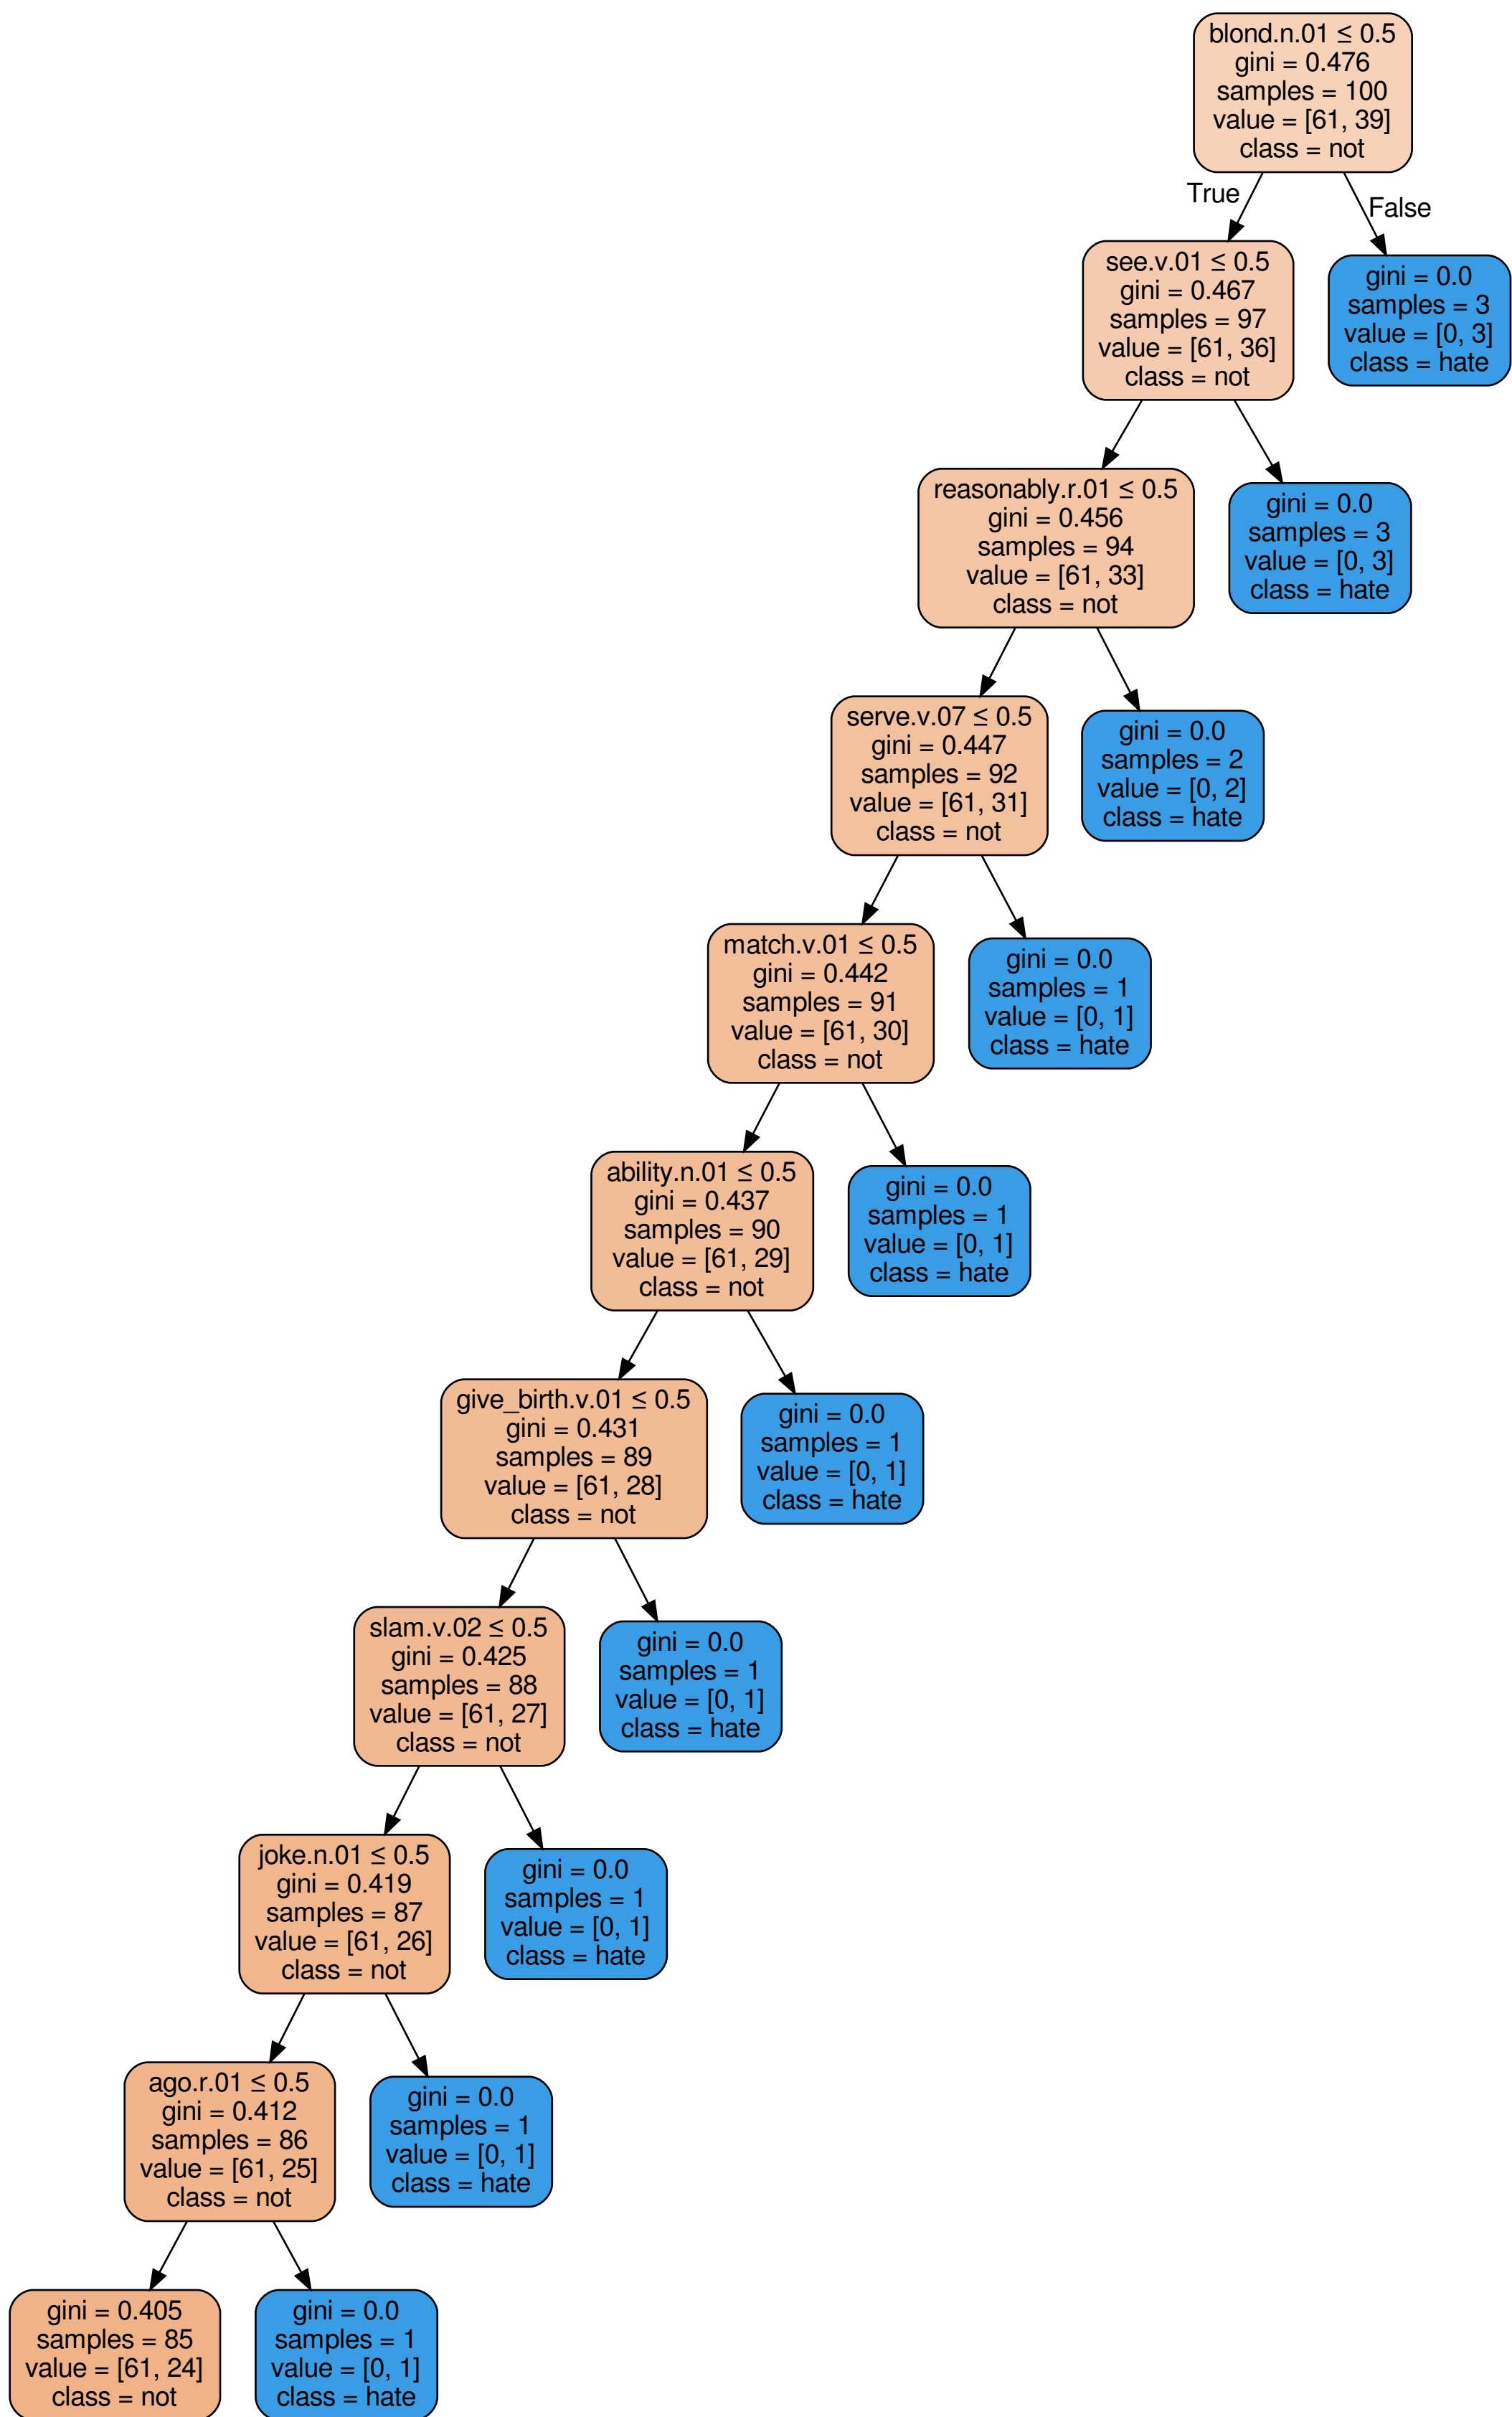 blond.n.01 ≤ 0.5
gini = 0.476
samples = 100
value = [61, 39]
class = not
True
False
see.v.01 ≤ 0.5
gini = 0.467
samples = 97
value = [61, 36]
class = not
gini = 0.0
samples = 3
value = [0, 3]
class = hate
reasonably.r.01 ≤ 0.5
gini = 0.456
samples = 94
value = [61, 33]
class = not
gini = 0.0
samples = 3
value = [0, 3]
class = hate
serve.v.07 ≤ 0.5
gini = 0.447
samples = 92
value = [61, 31]
class = not
gini = 0.0
samples = 2
value = [0, 2]
class = hate
match.v.01 ≤ 0.5
gini = 0.442
samples = 91
value = [61, 30]
class = not
gini = 0.0
samples = 1
value = [0, 1]
class = hate
ability.n.01 ≤ 0.5
gini = 0.437
samples = 90
value = [61, 29]
class = not
gini = 0.0
samples = 1
value = [0, 1]
class = hate
give_birth.v.01 ≤ 0.5
gini = 0.431
samples = 89
value = [61, 28]
class = not
gini = 0.0
samples = 1
value = [0, 1]
class = hate
slam.v.02 ≤ 0.5
gini = 0.425
samples = 88
value = [61, 27]
class = not
gini = 0.0
samples = 1
value = [0, 1]
class = hate
joke.n.01 ≤ 0.5
gini = 0.419
samples = 87
value = [61, 26]
class = not
gini = 0.0
samples = 1
value = [0, 1]
class = hate
ago.r.01 ≤ 0.5
gini = 0.412
samples = 86
value = [61, 25]
class = not
gini = 0.0
samples = 1
value = [0, 1]
class = hate
gini = 0.405
samples = 85
value = [61, 24]
class = not
gini = 0.0
samples = 1
value = [0, 1]
class = hate